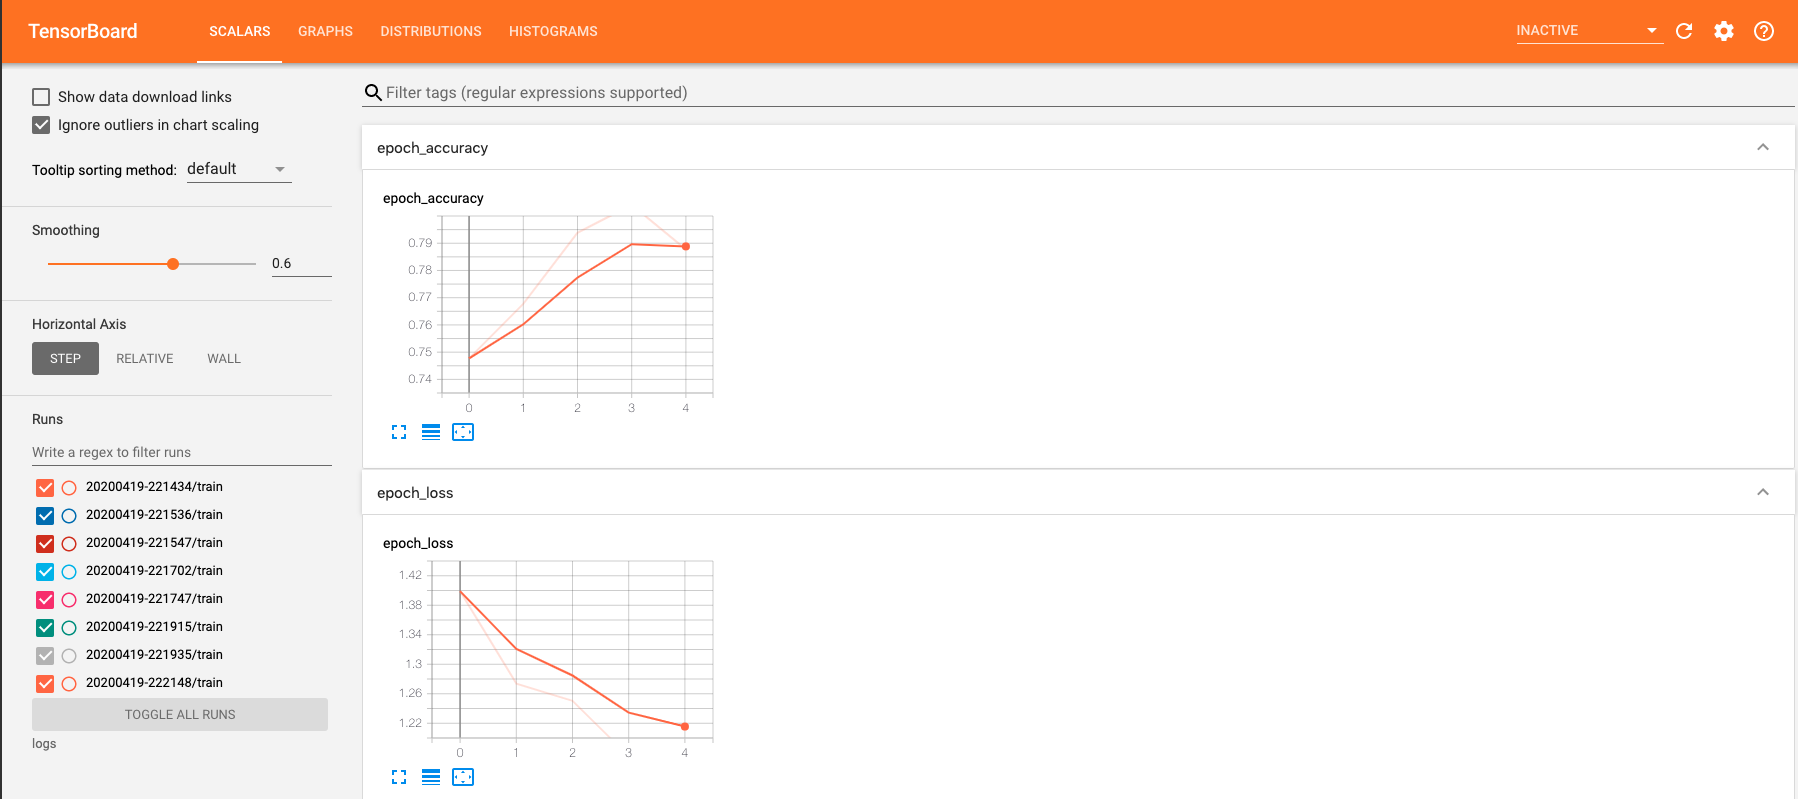 TensorBoard SCALARS GRAPHS DISTRIBUTIONS HISTOGRAMS INACTIVE
Show data download links
Ignore outliers in chart scaling
Tooltip sorting method: default
Smoothing
0.6
Horizontal Axis
STEP RELATIVE WALL
Runs
Write a regex to filter runs
20200419-221434/train
20200419-221536/train
20200419-221547/train
20200419-221702/train
20200419-221747/train
20200419-221915/train
20200419-221935/train
20200419-222148/train
TOGGLE ALL RUNS
logs
Filter tags (regular expressions supported)
epoch_accuracy
epoch_accuracy
0.79
0.78
0.77
0.76
0.75
0.74
0 1 2 3 4
epoch_loss
epoch_loss
1.42
1.38
1.34
1.3
1.26
1.22
0 1 2 3 4